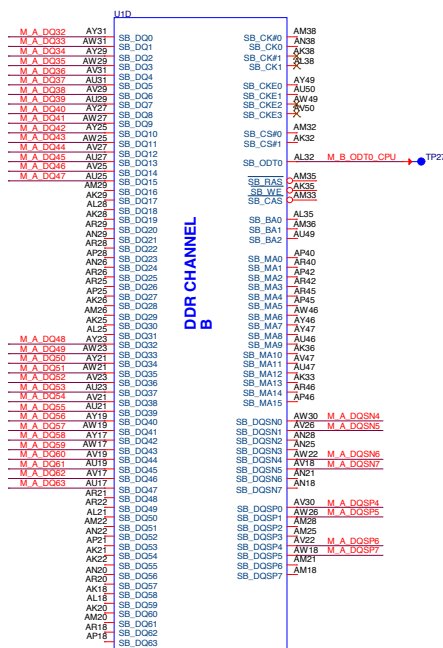 U1D
M_A_DQ32 AY31 SB_DQ0
M_A_DQ33 AW31 SB_DQ1
M_A_DQ34 AY29 SB_DQ2
M_A_DQ35 AW29 SB_DQ3
M_A_DQ36 AV31 SB_DQ4
M_A_DQ37 AU31 SB_DQ5
M_A_DQ38 AV29 SB_DQ6
M_A_DQ39 AU29 SB_DQ7
M_A_DQ40 AY27 SB_DQ8
M_A_DQ41 AW27 SB_DQ9
M_A_DQ42 AY25 SB_DQ10
M_A_DQ43 AW25 SB_DQ11
M_A_DQ44 AV27 SB_DQ12
M_A_DQ45 AU27 SB_DQ13
M_A_DQ46 AV25 SB_DQ14
M_A_DQ47 AU25 SB_DQ15
AM29 SB_DQ16
AK29 SB_DQ17
AL28 SB_DQ18
AK28 SB_DQ19
AR29 SB_DQ20
AN29 SB_DQ21
AR28 SB_DQ22
AP28 SB_DQ23
AN26 SB_DQ24
AR26 SB_DQ25
AR25 SB_DQ26
AP25 SB_DQ27
AK26 SB_DQ28
AM26 SB_DQ29
AK25 SB_DQ30
AL25 SB_DQ31
M_A_DQ48 AY23 SB_DQ32
M_A_DQ49 AW23 SB_DQ33
M_A_DQ50 AY21 SB_DQ34
M_A_DQ51 AW21 SB_DQ35
M_A_DQ52 AV23 SB_DQ36
M_A_DQ53 AU23 SB_DQ37
M_A_DQ54 AV21 SB_DQ38
M_A_DQ55 AU21 SB_DQ39
M_A_DQ56 AY19 SB_DQ40
M_A_DQ57 AW19 SB_DQ41
M_A_DQ58 AY17 SB_DQ42
M_A_DQ59 AW17 SB_DQ43
M_A_DQ60 AV19 SB_DQ44
M_A_DQ61 AU19 SB_DQ45
M_A_DQ62 AV17 SB_DQ46
M_A_DQ63 AU17 SB_DQ47
AR21 SB_DQ48
AR22 SB_DQ49
AL21 SB_DQ50
AM22 SB_DQ51
AN22 SB_DQ52
AP21 SB_DQ53
AK21 SB_DQ54
AK22 SB_DQ55
AN20 SB_DQ56
AR20 SB_DQ57
AK18 SB_DQ58
AL18 SB_DQ59
AK20 SB_DQ60
AM20 SB_DQ61
AR18 SB_DQ62
AP18 SB_DQ63
DDR CHANNEL
B
SB_CK#0 AM38
SB_CK0 AN38
SB_CK#1 AK38
SB_CK1 AL38
SB_CKE0 AY49
SB_CKE1 AU50
SB_CKE2 AW49
SB_CKE3 AV50
SB_CS#0 AM32
SB_CS#1 AK32
SB_ODT0 AL32 M_B_ODT0_CPU TP27
SB_RAS AM35
SB_WE AK35
SB_CAS AM33
SB_BA0 AL35
SB_BA1 AM36
SB_BA2 AU49
SB_MA0 AP40
SB_MA1 AR40
SB_MA2 AP42
SB_MA3 AR42
SB_MA4 AR45
SB_MA5 AP45
SB_MA6 AW46
SB_MA7 AY46
SB_MA8 AY47
SB_MA9 AU46
SB_MA10 AK36
SB_MA11 AV47
SB_MA12 AU47
SB_MA13 AK33
SB_MA14 AR46
SB_MA15 AP46
SB_DQSN0 AW30 M_A_DQSN4
SB_DQSN1 AV26 M_A_DQSN5
SB_DQSN2 AN28
SB_DQSN3 AN25
SB_DQSN4 AW22 M_A_DQSN6
SB_DQSN5 AV18 M_A_DQSN7
SB_DQSN6 AN21
SB_DQSN7 AN18
SB_DQSP0 AV30 M_A_DQSP4
SB_DQSP1 AW26 M_A_DQSP5
SB_DQSP2 AM28
SB_DQSP3 AM25
SB_DQSP4 AV22 M_A_DQSP6
SB_DQSP5 AW18 M_A_DQSP7
SB_DQSP6 AM21
SB_DQSP7 AM18